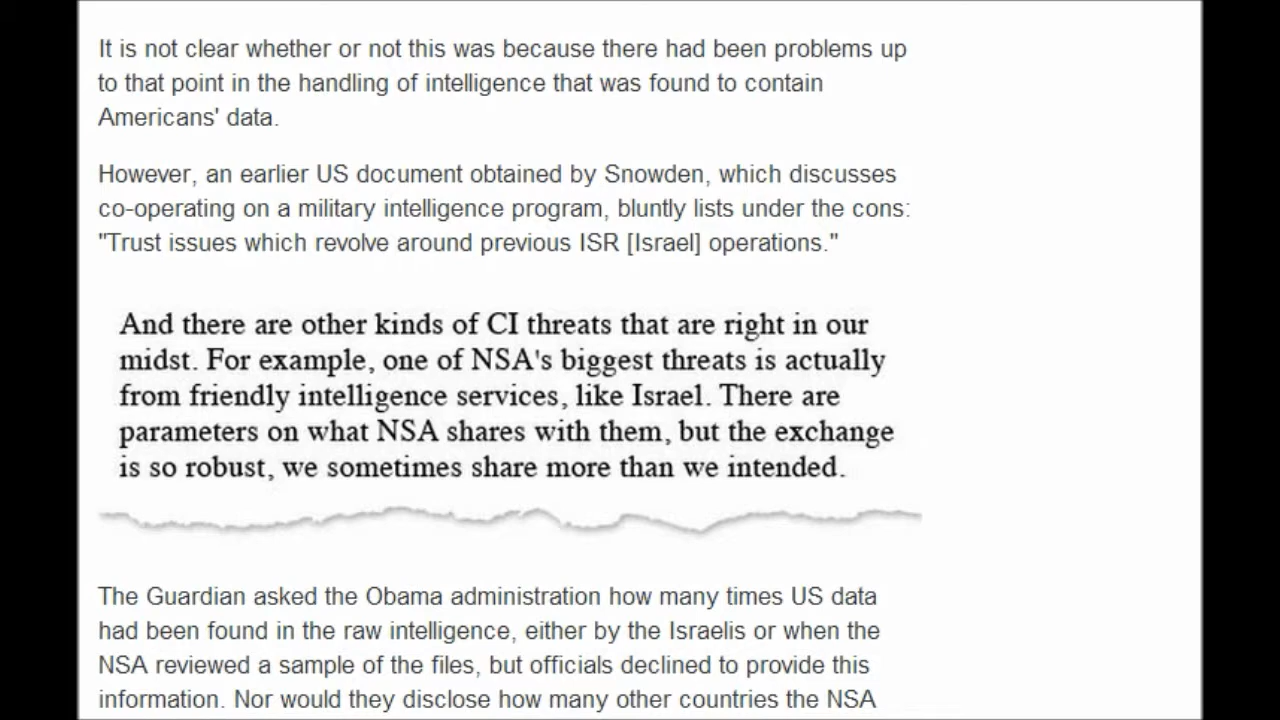 It is not clear whether or not this was because there had been problems up
to that point in the handling of intelligence that was found to contain
Americans' data.
However, an earlier US document obtained by Snowden, which discusses
co-operating on a military intelligence program, bluntly lists under the cons:
"Trust issues which revolve around previous ISR [Israel] operations."
And there are other kinds of CI threats that are right in our
midst. For example, one of NSA's biggest threats is actually
from friendly intelligence services, like Israel. There are
parameters on what NSA shares with them, but the exchange
is so robust, we sometimes share more than we intended.
The Guardian asked the Obama administration how many times US data
had been found in the raw intelligence, either by the Israelis or when the
NSA reviewed a sample of the files, but officials declined to provide this
information. Nor would they disclose how many other countries the NSA